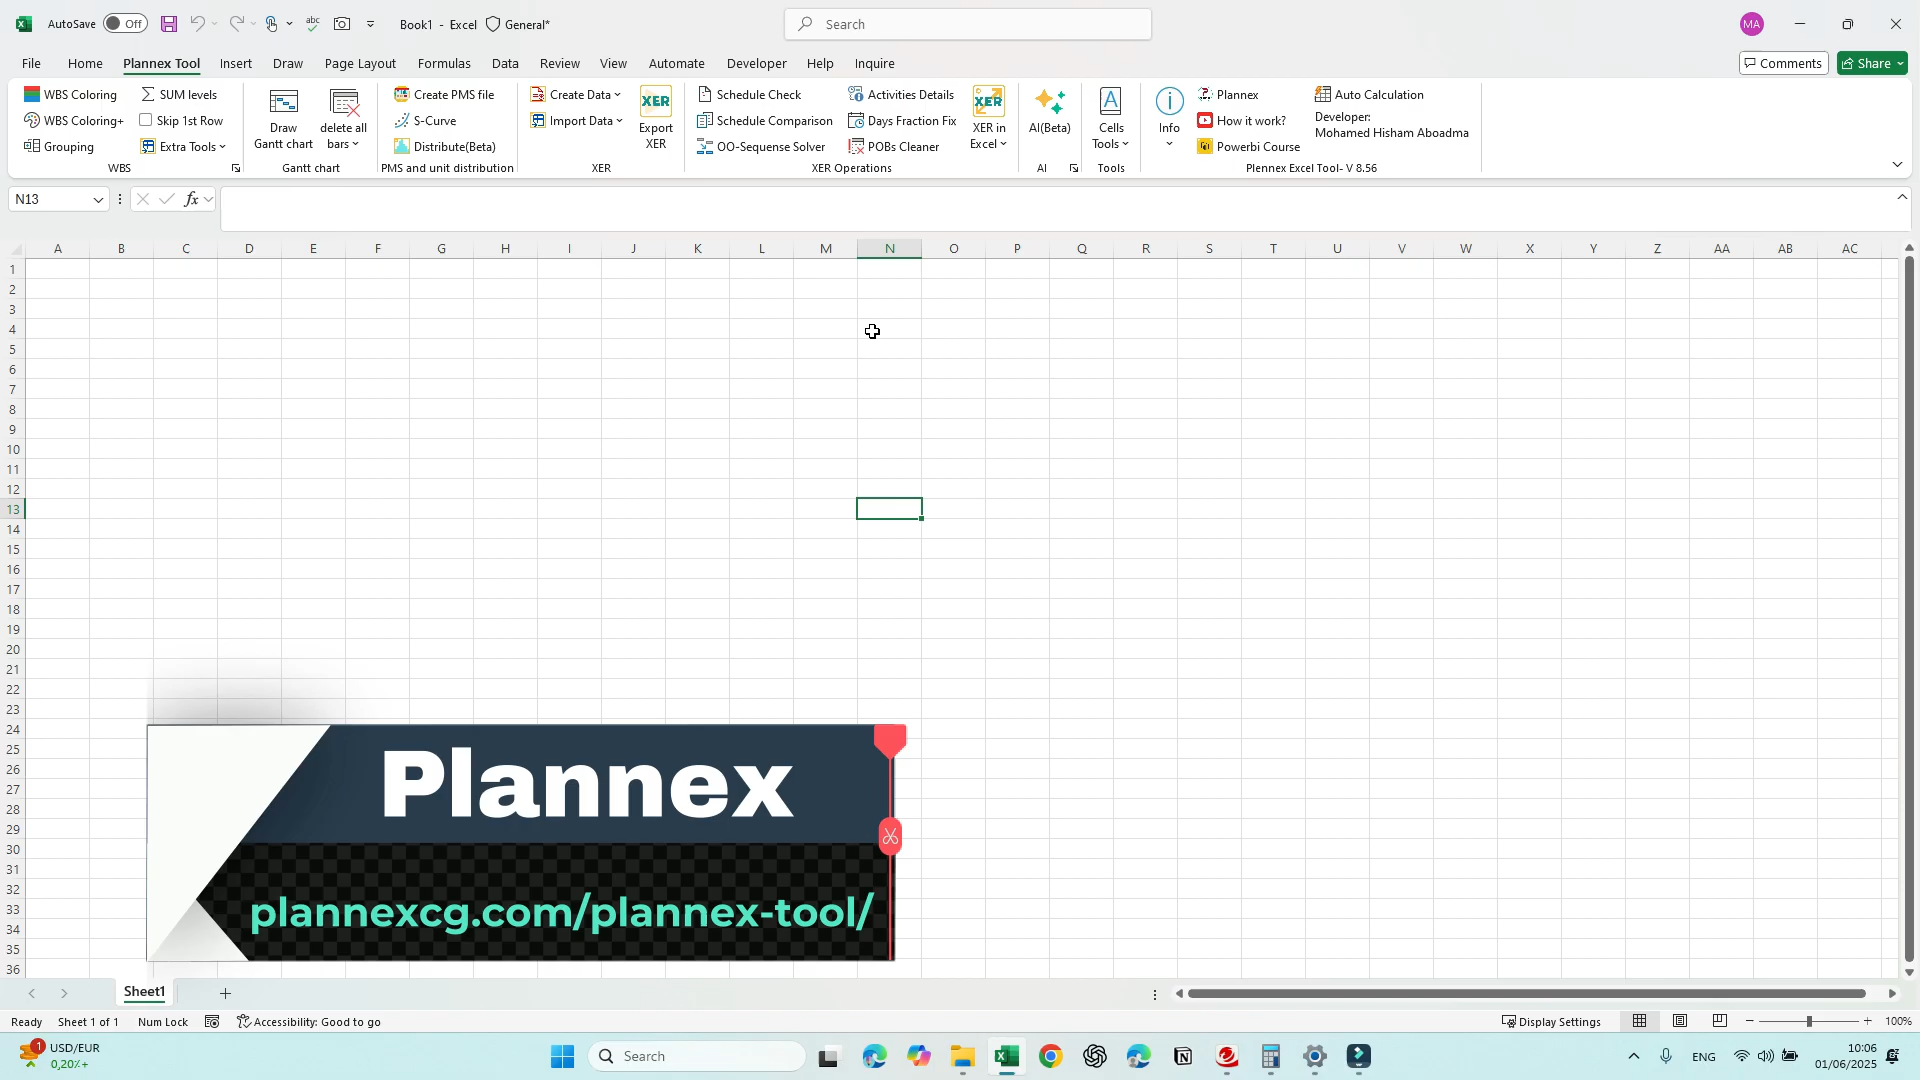 AutoSave Off abc Book1 - Excel General* Search MA
File Home Plannex Tool Insert Draw Page Layout Formulas Data Review View Automate Developer Help Inquire Comments Share
WBS Coloring SUM levels Create PMS file Create Data Schedule Check Activities Details Plannex Auto Calculation
WBS Coloring+ Skip 1st Row S-Curve Import Data Schedule Comparison Days Fraction Fix How it work? Developer:
Grouping Extra Tools Distribute(Beta) OO-Sequense Solver POBs Cleaner Powerbi Course Mohamed Hisham Aboadma
Draw Gantt chart delete all bars XER Export XER XER XER in Excel AI(Beta) Cells Tools Info
WBS Gantt chart PMS and unit distribution XER XER Operations AI Tools Plennex Excel Tool- V 8.56
N13 fx
A B C D E F G H I J K L M N O P Q R S T U V W X Y Z AA AB AC
1
2
3
4
5
6
7
8
9
10
11
12
13
14
15
16
17
18
19
20
21
22
23
24
25
26
27
28
29
30
31
32
33
34
35
36
Plannex
plannexcg.com/plannex-tool/
Sheet1
Ready Sheet 1 of 1 Num Lock Accessibility: Good to go Display Settings 100%
1 USD/EUR
0,20%
Search
ENG
10:06
01/06/2025